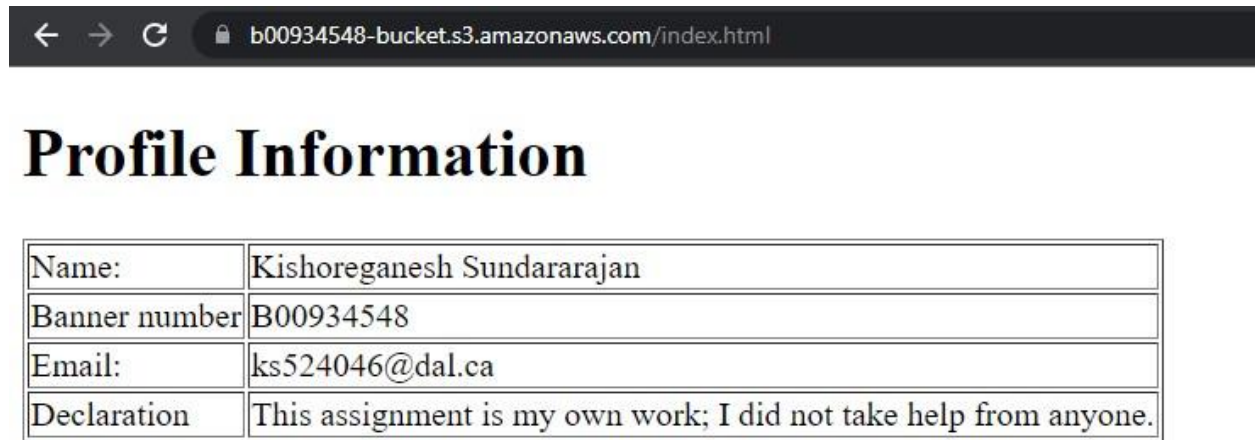 b00934548-bucket.s3.amazonaws.com/index.html
Profile Information
Name: Kishoreganesh Sundararajan
Banner number B00934548
Email: ks524046@dal.ca
Declaration This assignment is my own work; I did not take help from anyone.